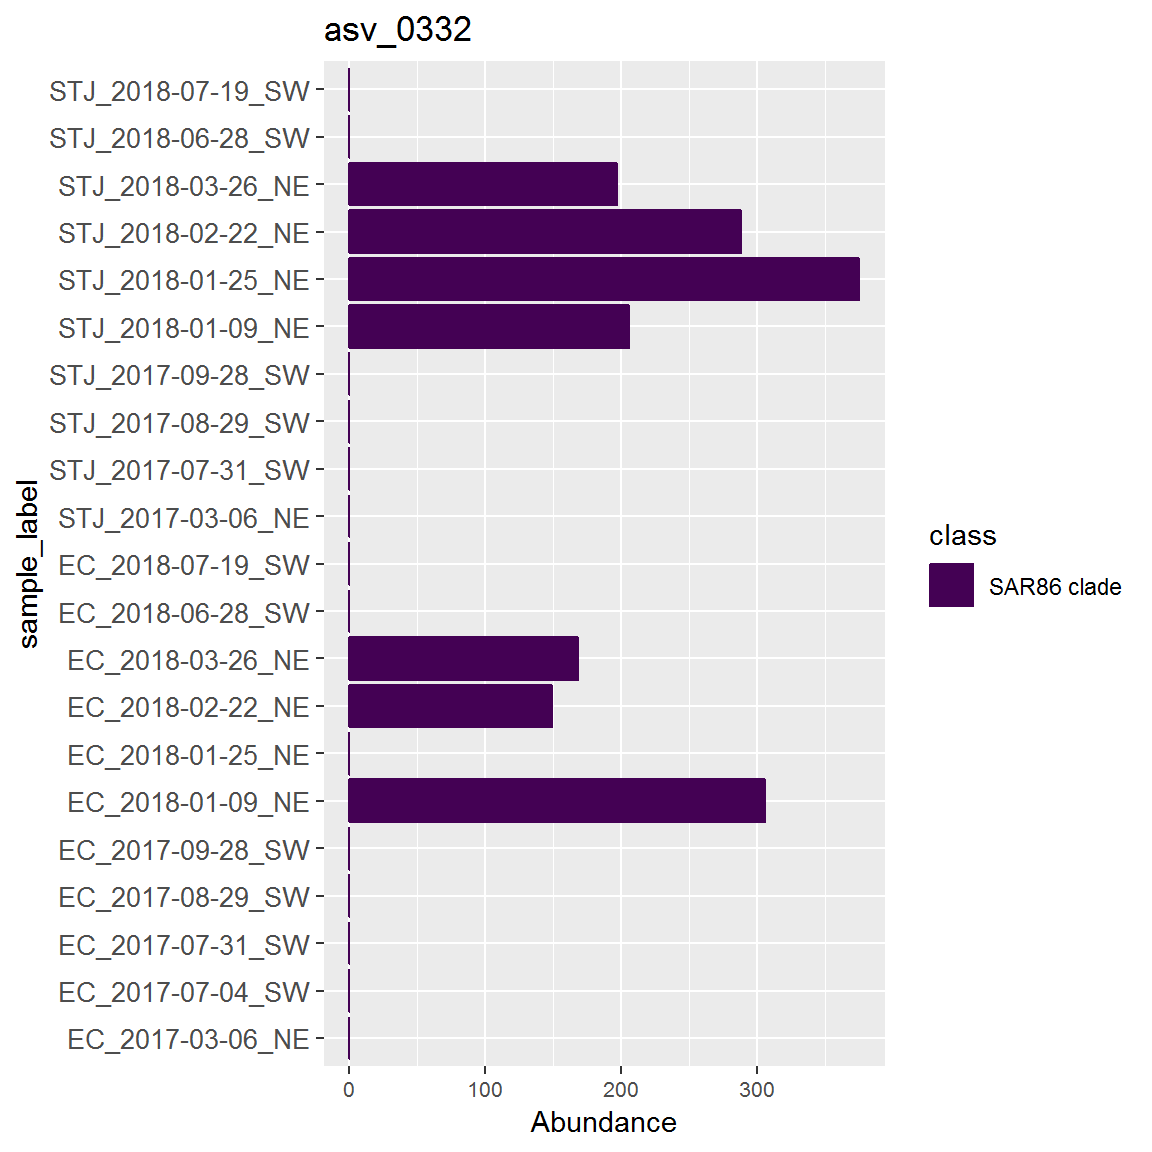 asv_0332
STJ_2018-07-19_SW
STJ_2018-06-28_SW
STJ_2018-03-26_NE
STJ_2018-02-22_NE
STJ_2018-01-25_NE
STJ_2018-01-09_NE
STJ_2017-09-28_SW
STJ_2017-08-29_SW
STJ_2017-07-31_SW
STJ_2017-03-06_NE
EC_2018-07-19_SW
EC_2018-06-28_SW
EC_2018-03-26_NE
EC_2018-02-22_NE
EC_2018-01-25_NE
EC_2018-01-09_NE
EC_2017-09-28_SW
EC_2017-08-29_SW
EC_2017-07-31_SW
EC_2017-07-04_SW
EC_2017-03-06_NE
sample_label
0 100 200 300
Abundance
class
SAR86 clade